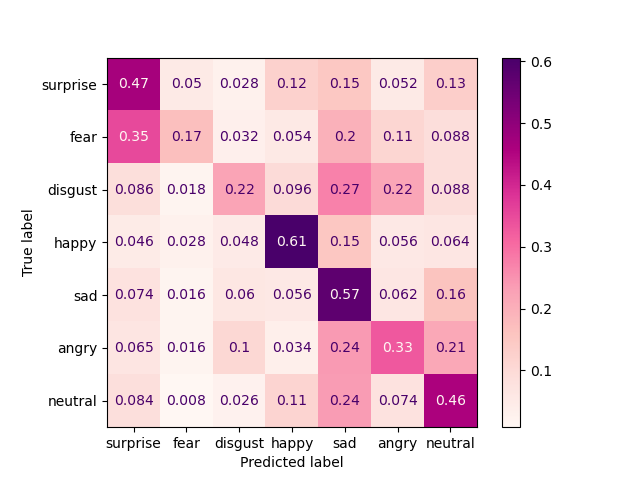 surprise 0.47 0.05 0.028 0.12 0.15 0.052 0.13
fear 0.35 0.17 0.032 0.054 0.2 0.11 0.088
disgust 0.086 0.018 0.22 0.096 0.27 0.22 0.088
happy 0.046 0.028 0.048 0.61 0.15 0.056 0.064
sad 0.074 0.016 0.06 0.056 0.57 0.062 0.16
angry 0.065 0.016 0.1 0.034 0.24 0.33 0.21
neutral 0.084 0.008 0.026 0.11 0.24 0.074 0.46
surprise fear disgust happy sad angry neutral
Predicted label
True label
0.6
0.5
0.4
0.3
0.2
0.1